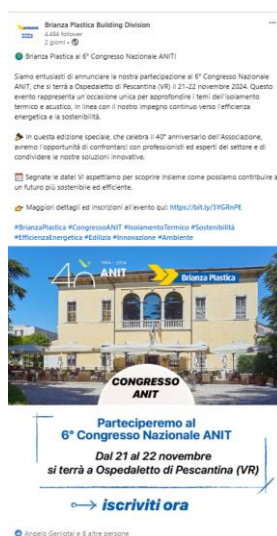 Brianza Plastica Building Division
4.494 follower
2 giorni •
Brianza Plastica al 6° Congresso Nazionale ANIT!
Siamo entusiasti di annunciare la nostra partecipazione al 6° Congresso Nazionale
ANIT, che si terrà a Ospedaletto di Pescantina (VR) il 21-22 novembre 2024. Questo
evento rappresenta un'occasione unica per approfondire i temi dell'isolamento
termico e acustico, in linea con il nostro impegno continuo verso l'efficienza
energetica e la sostenibilità.
In questa edizione speciale, che celebra il 40° anniversario dell'Associazione,
avremo l'opportunità di confrontarci con professionisti ed esperti del settore e di
condividere le nostre soluzioni innovative.
Segnate le date! Vi aspettiamo per scoprire insieme come possiamo contribuire a
un futuro più sostenibile ed efficiente.
Maggiori dettagli ed iscrizioni all'evento qui: https://bit.ly/3YGRnPE
#BrianzaPlastica #CongressoANIT #IsolamentoTermico #Sostenibilità
#EfficienzaEnergetica #Edilizia #Innovazione #Ambiente
ANIT
Brianza Plastica
CONGRESSO
ANIT
Parteciperemo al
6° Congresso Nazionale ANIT
Dal 21 al 22 novembre
si terrà a Ospedaletto di Pescantina (VR)
iscriviti ora
Angelo Geniotal e 6 altre persone